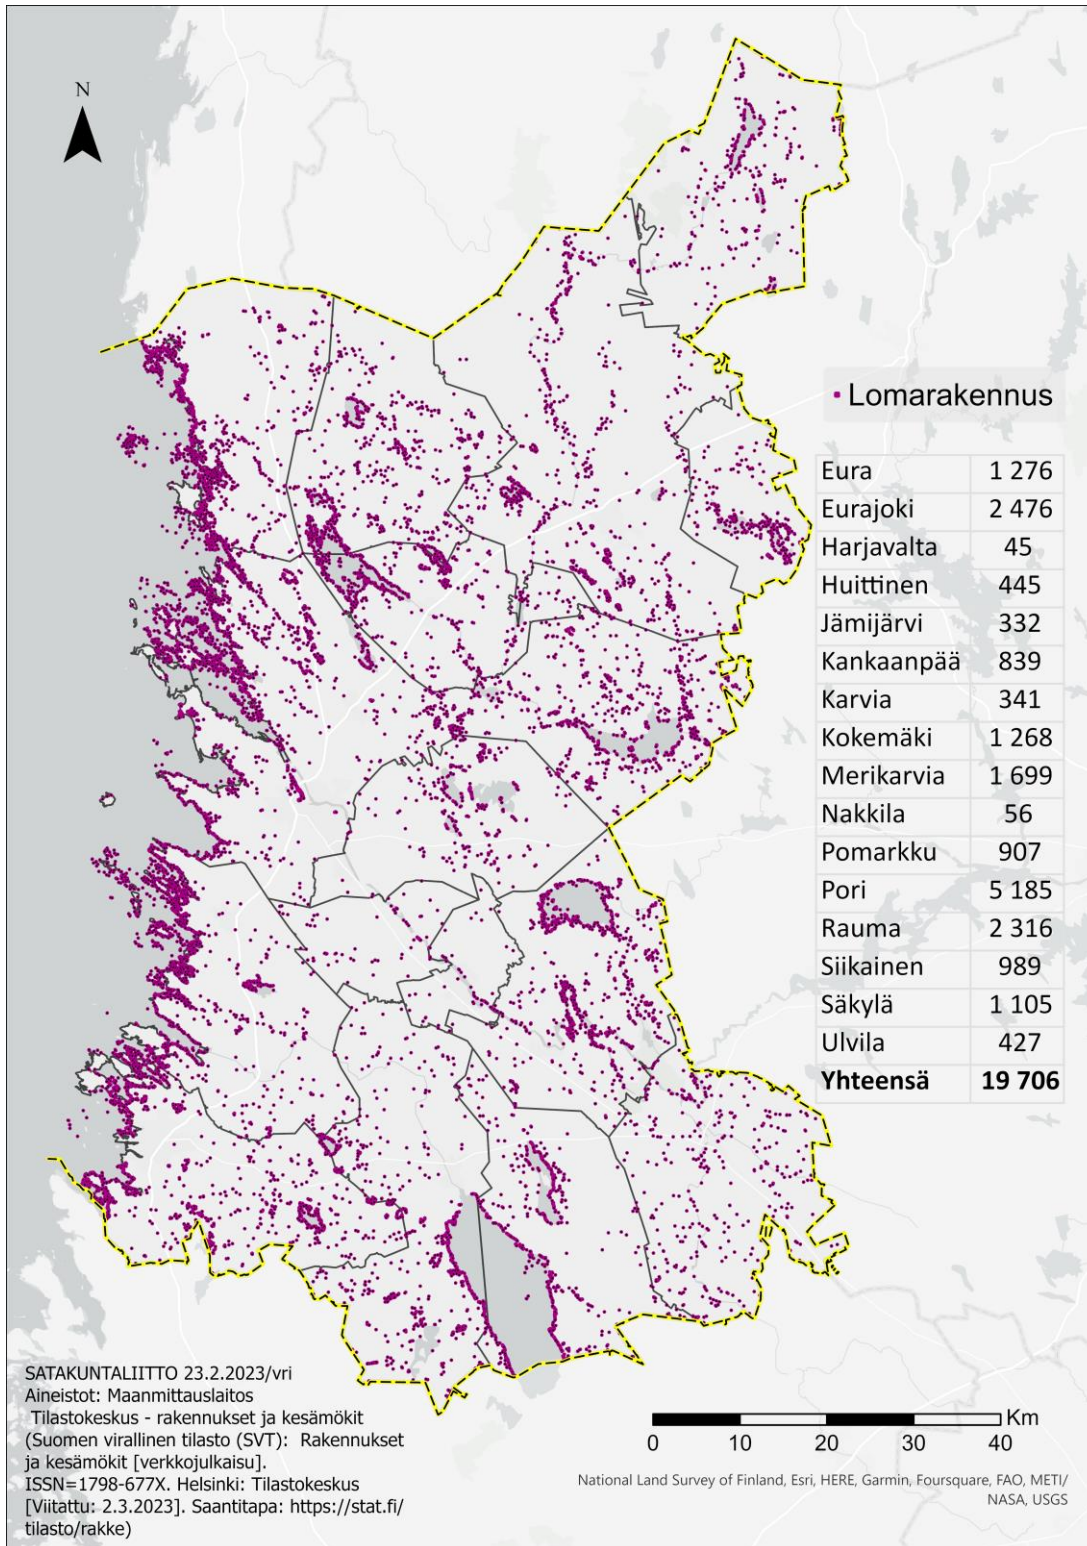 N
Lomarakennus
Eura 1 276
Eurajoki 2 476
Harjavalta 45
Huittinen 445
Jämijärvi 332
Kankaanpää 839
Karvia 341
Kokemäki 1 268
Merikarvia 1 699
Nakkila 56
Pomarkku 907
Pori 5 185
Rauma 2 316
Siikainen 989
Säkylä 1 105
Ulvila 427
Yhteensä 19 706
SATAKUNTALIITTO 23.2.2023/vri
Aineistot: Maanmittauslaitos
Tilastokeskus - rakennukset ja kesämökit
(Suomen virallinen tilasto (SVT): Rakennukset
ja kesämökit [verkkojulkaisu].
ISSN=1798-677X. Helsinki: Tilastokeskus
[Viitattu: 2.3.2023]. Saantitapa: https://stat.fi/
tilasto/rakke)
Km
0 10 20 30 40
National Land Survey of Finland, Esri, HERE, Garmin, Foursquare, FAO, METI/
NASA, USGS